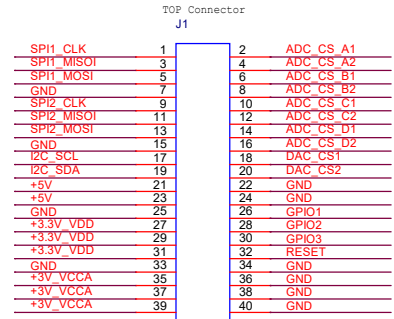 TOP Connector
J1
SPI1_CLK 1 2 ADC_CS_A1
SPI1_MISOI 3 4 ADC_CS_A2
SPI1_MOSI 5 6 ADC_CS_B1
GND 7 8 ADC_CS_B2
SPI2_CLK 9 10 ADC_CS_C1
SPI2_MISOI 11 12 ADC_CS_C2
SPI2_MOSI 13 14 ADC_CS_D1
GND 15 16 ADC_CS_D2
I2C_SCL 17 18 DAC_CS1
I2C_SDA 19 20 DAC_CS2
+5V 21 22 GND
+5V 23 24 GND
GND 25 26 GPIO1
+3.3V_VDD 27 28 GPIO2
+3.3V_VDD 29 30 GPIO3
+3.3V_VDD 31 32 RESET
GND 33 34 GND
+3V_VCCA 35 36 GND
+3V_VCCA 37 38 GND
+3V_VCCA 39 40 GND